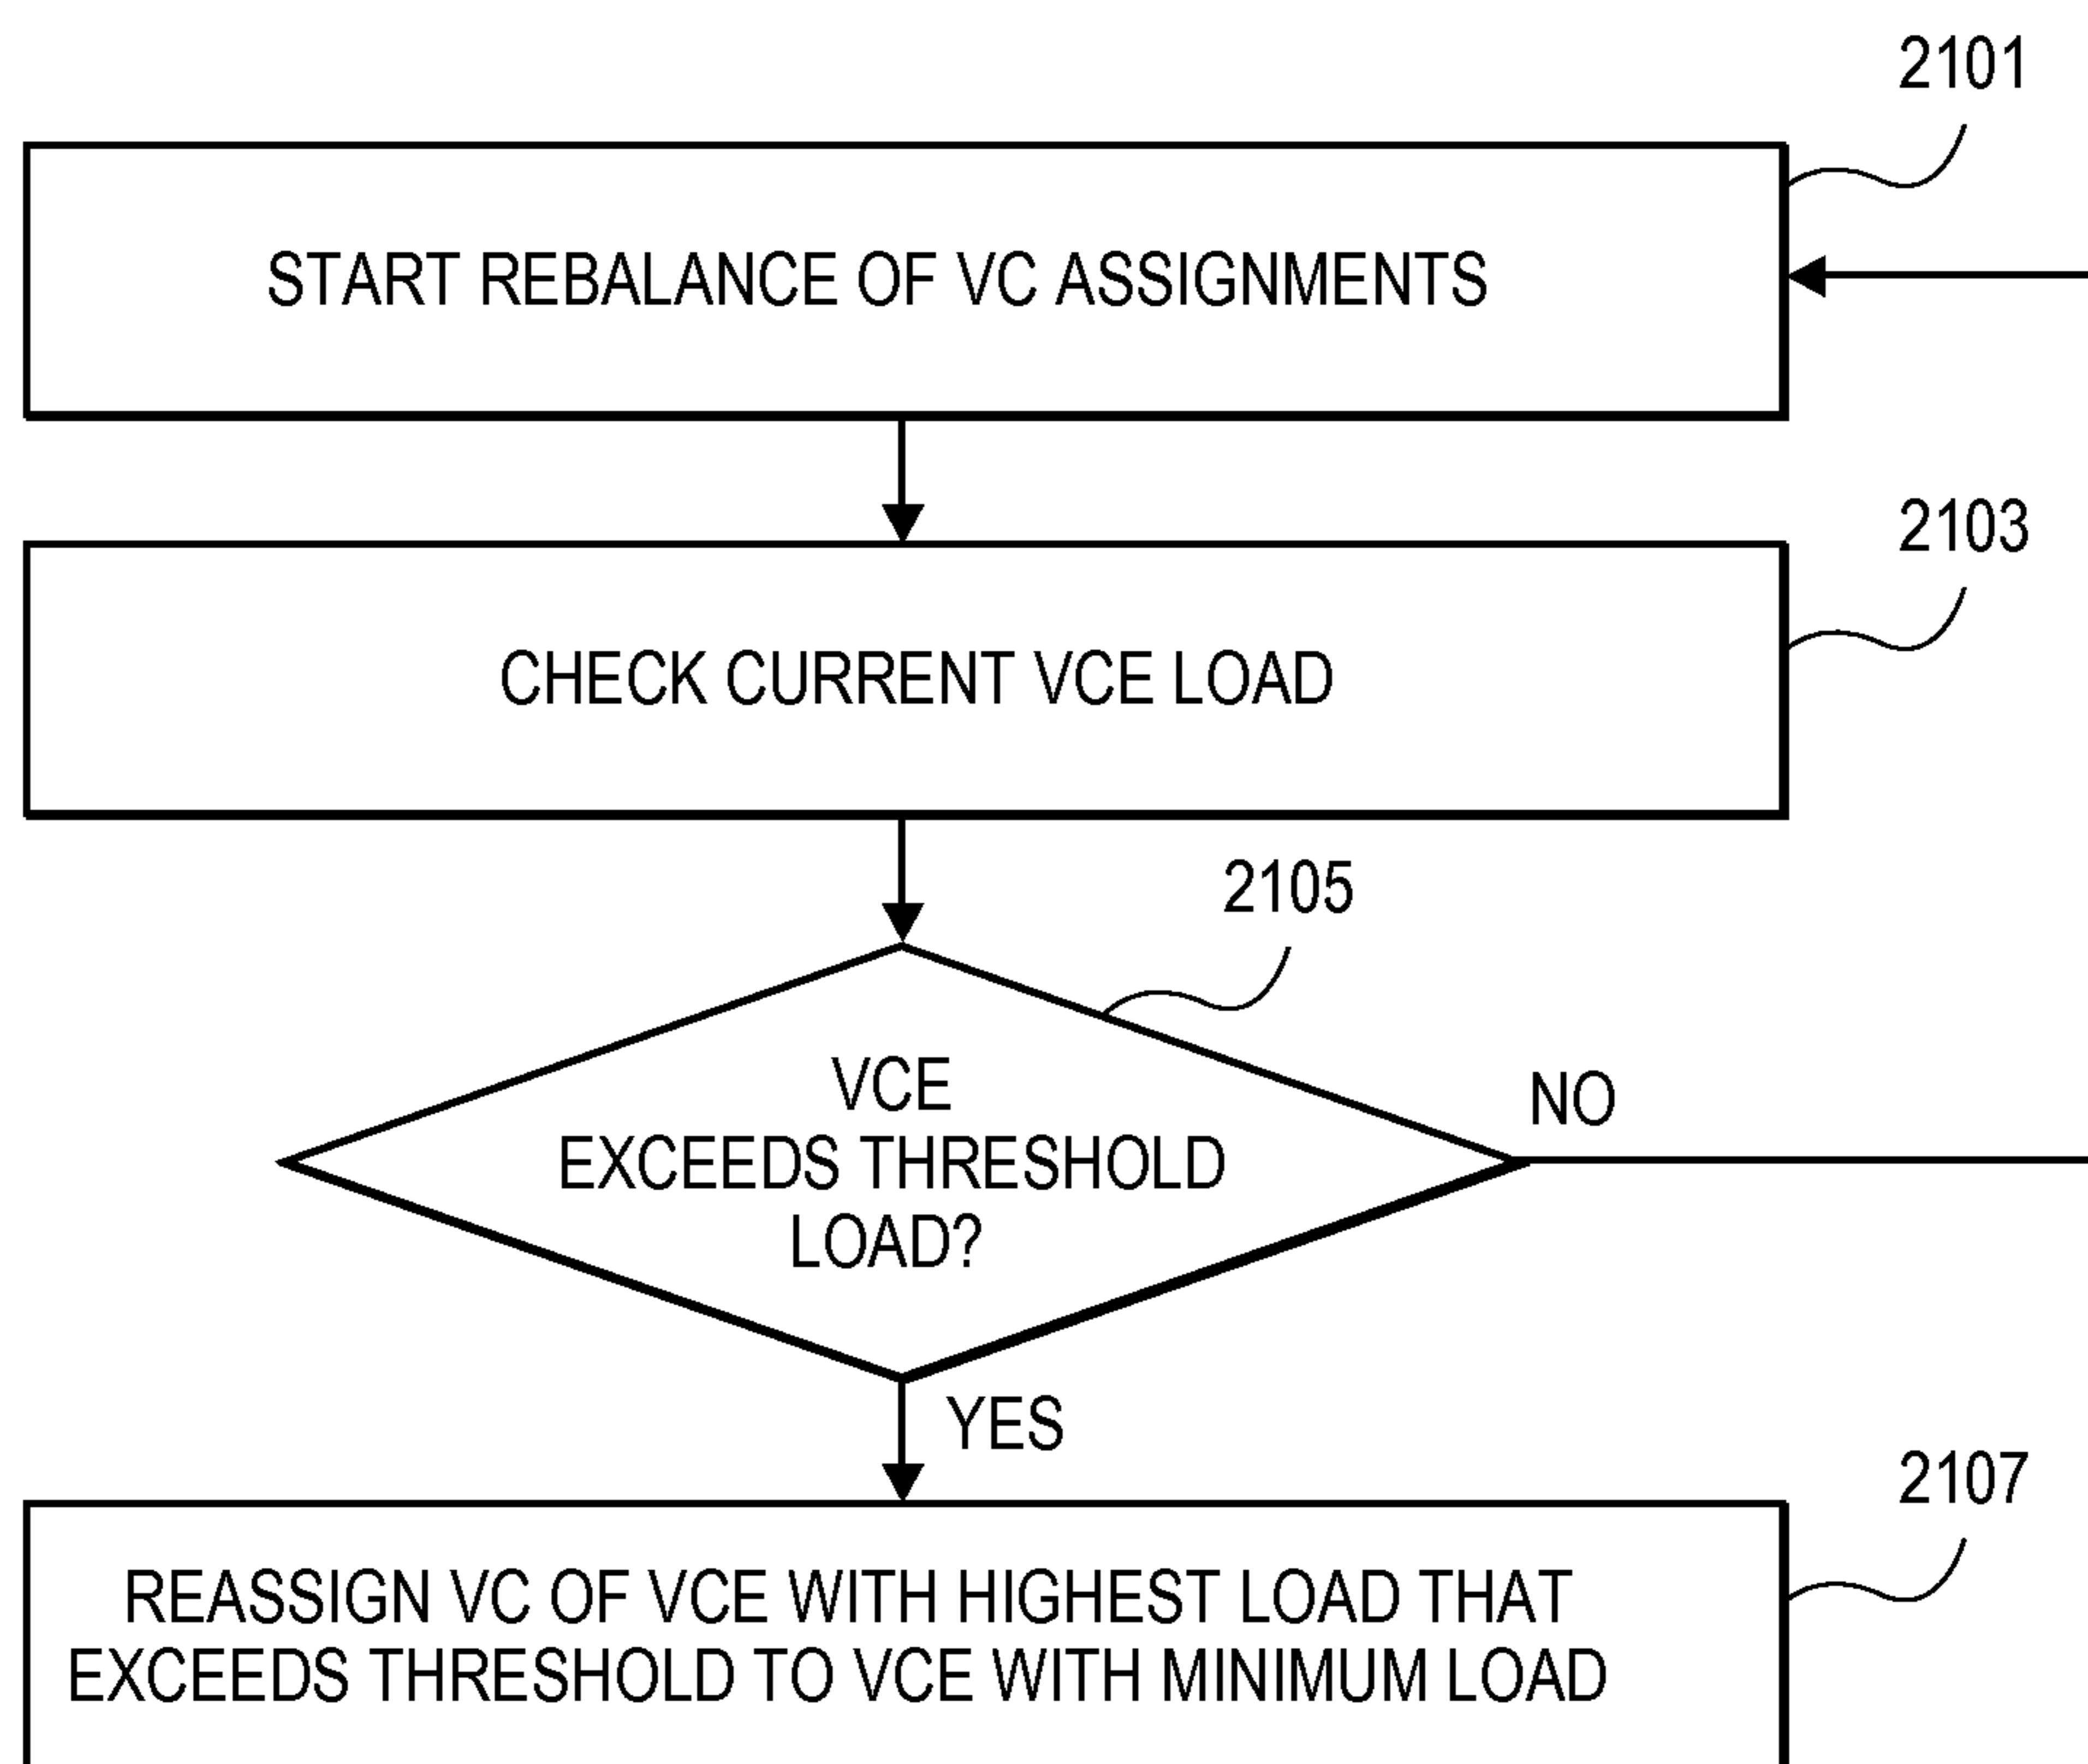 2101
START REBALANCE OF VC ASSIGNMENTS
2103
CHECK CURRENT VCE LOAD
2105
VCE
EXCEEDS THRESHOLD
LOAD?
NO
YES
2107
REASSIGN VC OF VCE WITH HIGHEST LOAD THAT
EXCEEDS THRESHOLD TO VCE WITH MINIMUM LOAD